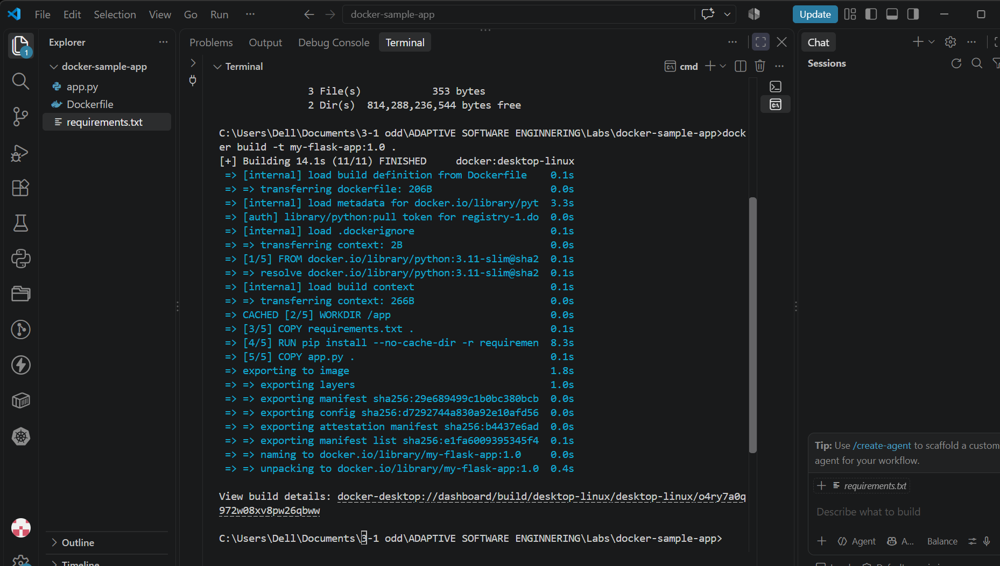 File Edit Selection View Go Run ···
docker-sample-app
Update
Explorer
1
docker-sample-app
app.py
Dockerfile
requirements.txt
Outline
Timeline
Problems Output Debug Console Terminal
Terminal
cmd
3 File(s) 353 bytes
2 Dir(s) 814,288,236,544 bytes free
C:\Users\Dell\Documents\3-1 odd\ADAPTIVE SOFTWARE ENGINNERING\Labs\docker-sample-app>dock
er build -t my-flask-app:1.0 .
[+] Building 14.1s (11/11) FINISHED docker:desktop-linux
=> [internal] load build definition from Dockerfile 0.1s
=> => transferring dockerfile: 206B 0.0s
=> [internal] load metadata for docker.io/library/pyt 3.3s
=> [auth] library/python:pull token for registry-1.do 0.0s
=> [internal] load .dockerignore 0.1s
=> => transferring context: 2B 0.0s
=> [1/5] FROM docker.io/library/python:3.11-slim@sha2 0.1s
=> => resolve docker.io/library/python:3.11-slim@sha2 0.1s
=> [internal] load build context 0.1s
=> => transferring context: 266B 0.0s
=> CACHED [2/5] WORKDIR /app 0.0s
=> [3/5] COPY requirements.txt . 0.1s
=> [4/5] RUN pip install --no-cache-dir -r requiremen 8.3s
=> [5/5] COPY app.py . 0.1s
=> exporting to image 1.8s
=> => exporting layers 1.0s
=> => exporting manifest sha256:29e689499c1b0bc380bcb 0.0s
=> => exporting config sha256:d7292744a830a92e10afd56 0.0s
=> => exporting attestation manifest sha256:b4437e6ad 0.0s
=> => exporting manifest list sha256:e1fa6009395345f4 0.1s
=> => naming to docker.io/library/my-flask-app:1.0 0.0s
=> => unpacking to docker.io/library/my-flask-app:1.0 0.4s
View build details: docker-desktop://dashboard/build/desktop-linux/desktop-linux/o4ry7a0q
972w08xv8pw26qbww
C:\Users\Dell\Documents\3-1 odd\ADAPTIVE SOFTWARE ENGINNERING\Labs\docker-sample-app>
Chat
Sessions
Tip: Use /create-agent to scaffold a custom
agent for your workflow.
requirements.txt
Describe what to build
Agent A... Balance